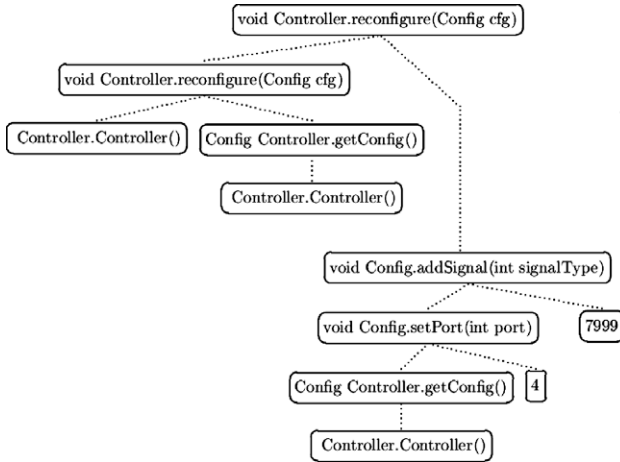 void Controller.reconfigure(Config cfg)
void Controller.reconfigure(Config cfg)
Controller.Controller()
Config Controller.getConfig()
Controller.Controller()
void Config.addSignal(int signalType)
void Config.setPort(int port)
7999
Config Controller.getConfig()
4
Controller.Controller()